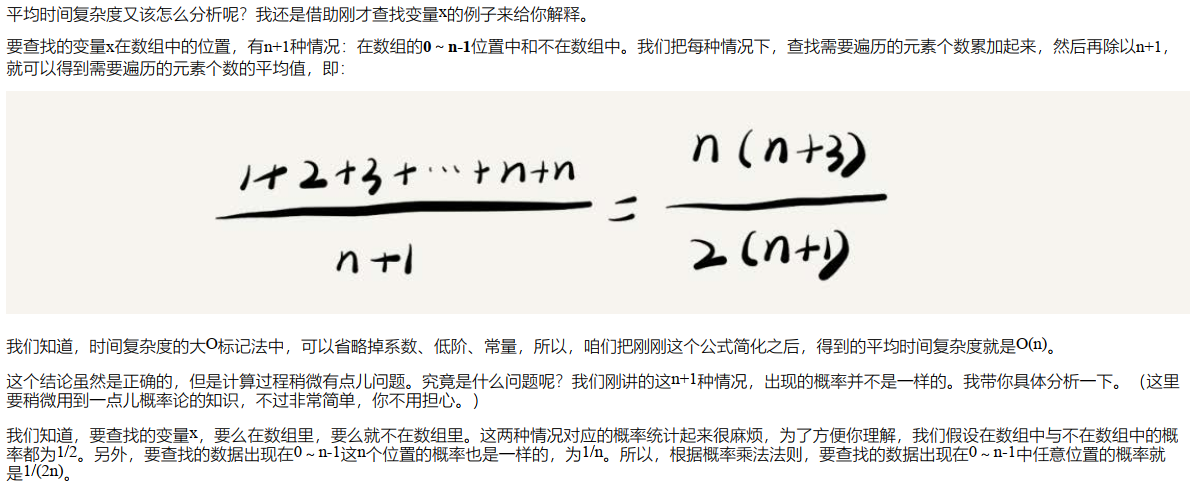 平均时间复杂度又该怎么分析呢？我还是借助刚才查找变量x的例子来给你解释。
要查找的变量x在数组中的位置，有n+1种情况：在数组的0 ~ n-1位置中和不在数组中。我们把每种情况下，查找需要遍历的元素个数累加起来，然后再除以n+1，
就可以得到需要遍历的元素个数的平均值，即：
1+2+3+⋯+n+n
n+1
=
n(n+3)
2(n+1)
我们知道，时间复杂度的大O标记法中，可以省略掉系数、低阶、常量，所以，咱们把刚刚这个公式简化之后，得到的平均时间复杂度就是O(n)。
这个结论虽然是正确的，但是计算过程稍微有点儿问题。究竟是什么问题呢？我们刚讲的这n+1种情况，出现的概率并不是一样的。我带你具体分析一下。（这里
要稍微用到一点儿概率论的知识，不过非常简单，你不用担心。）
我们知道，要查找的变量x，要么在数组里，要么就不在数组里。这两种情况对应的概率统计起来很麻烦，为了方便你理解，我们假设在数组中与不在数组中的概
率都为1/2。另外，要查找的数据出现在0 ~ n-1这n个位置的概率也是一样的，为1/n。所以，根据概率乘法法则，要查找的数据出现在0 ~ n-1中任意位置的概率就
是1/(2n)。